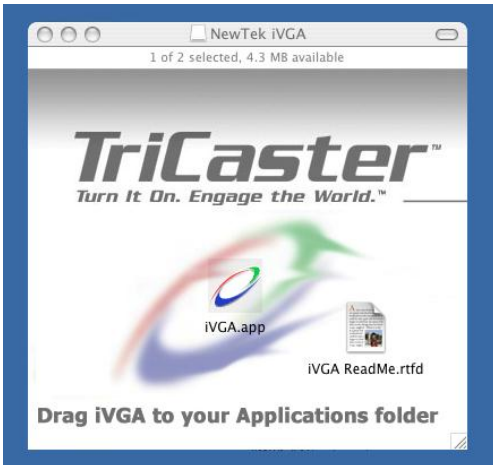 NewTek iVGA
1 of 2 selected, 4.3 MB available
TriCaster™
Turn It On. Engage the World.™
iVGA.app
iVGA ReadMe.rtfd
Drag iVGA to your Applications folder